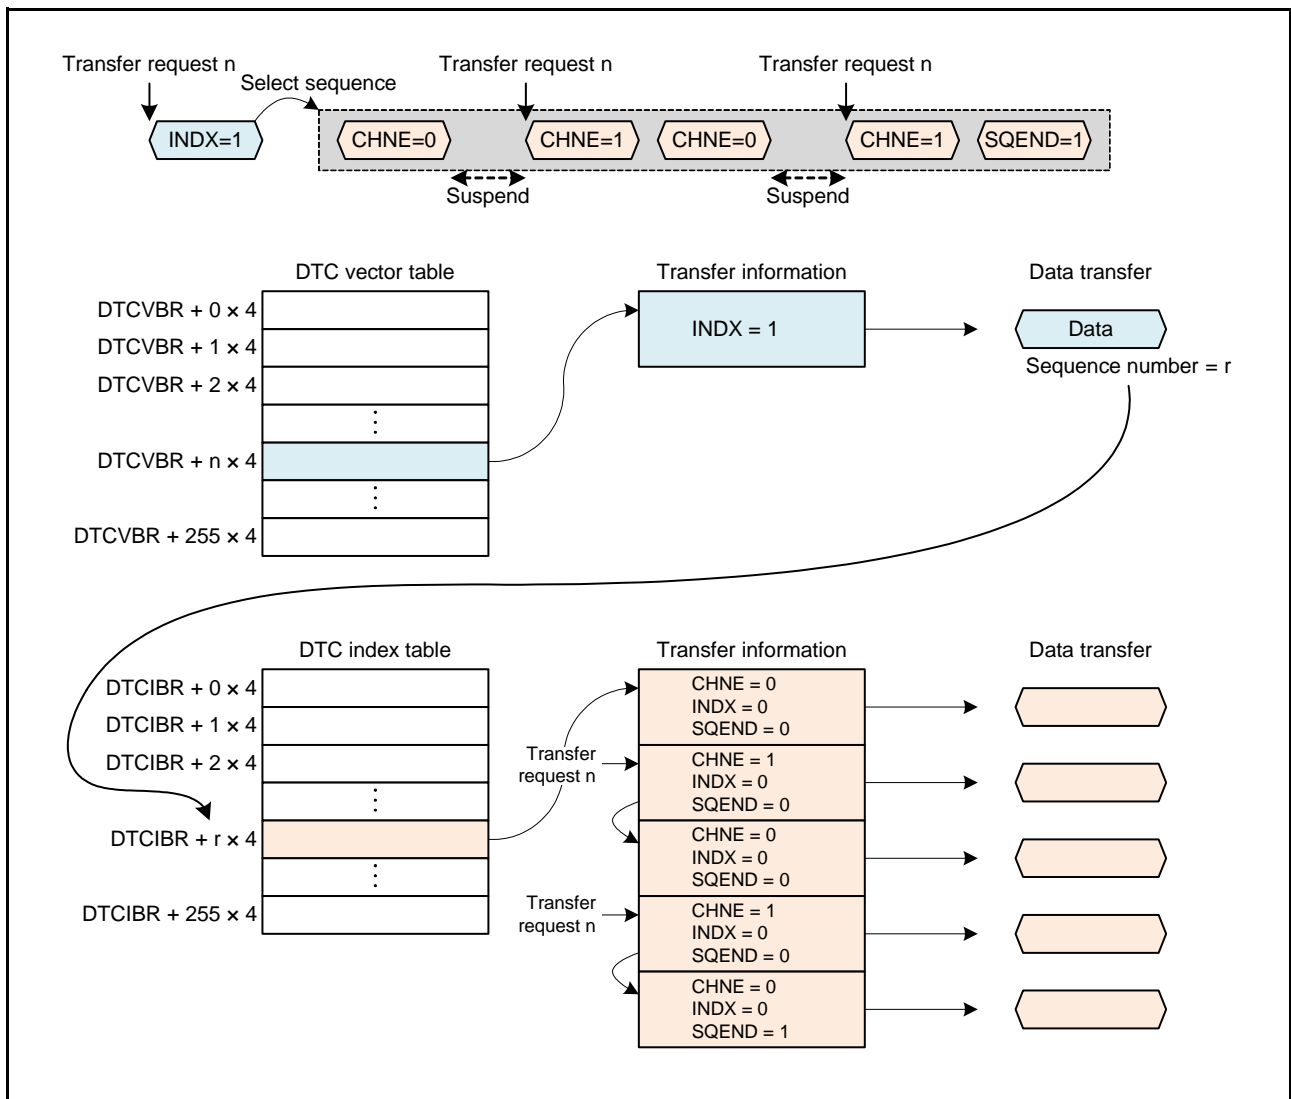 Transfer request n Transfer request n Transfer request n
Select sequence
INDX=1 CHNE=0 CHNE=1 CHNE=0 CHNE=1 SQEND=1
Suspend Suspend
DTC vector table Transfer information Data transfer
DTCVBR + 0 × 4
INDX = 1 Data
DTCVBR + 1 × 4
Sequence number = r
DTCVBR + 2 × 4
⋮
DTCVBR + n × 4
⋮
DTCVBR + 255 × 4
DTC index table Transfer information Data transfer
DTCIBR + 0 × 4
DTCIBR + 1 × 4
DTCIBR + 2 × 4
⋮
DTCIBR + r × 4
⋮
DTCIBR + 255 × 4
CHNE = 0
INDX = 0
SQEND = 0
Transfer
request n
CHNE = 1
INDX = 0
SQEND = 0
CHNE = 0
INDX = 0
SQEND = 0
Transfer
request n
CHNE = 1
INDX = 0
SQEND = 0
CHNE = 0
INDX = 0
SQEND = 1